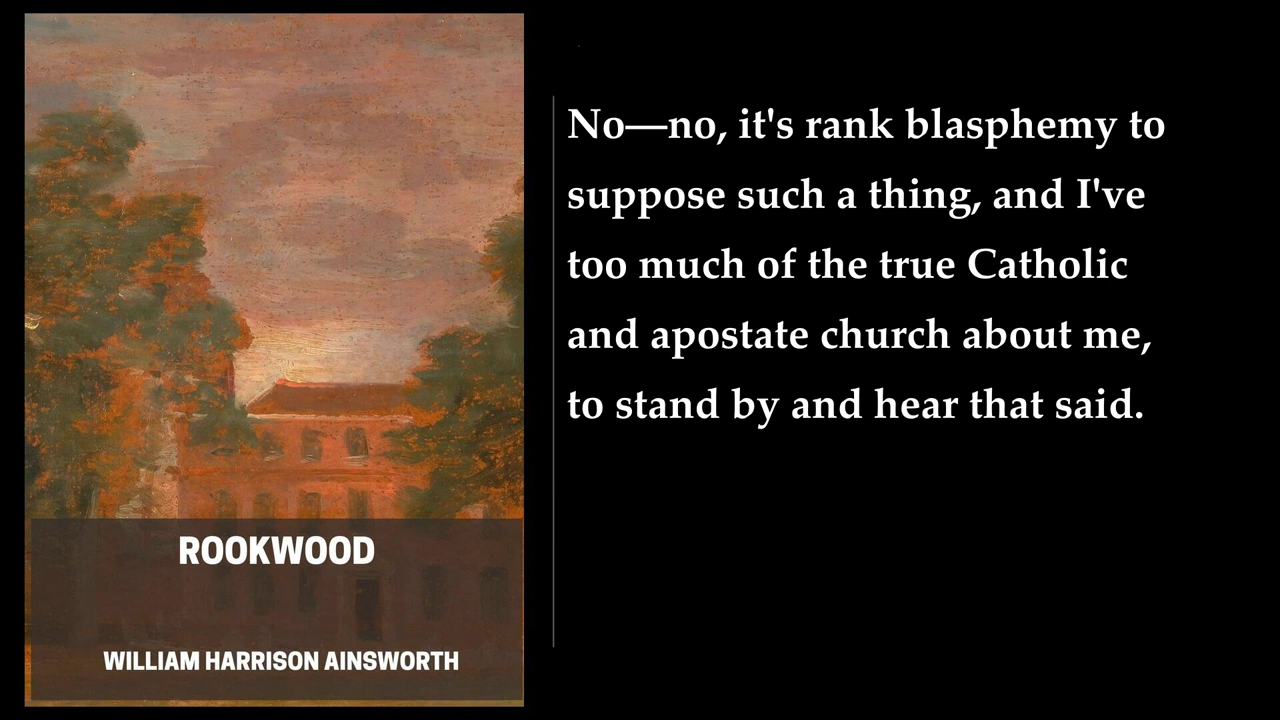 No—no, it's rank blasphemy to
suppose such a thing, and I've
too much of the true Catholic
and apostate church about me,
to stand by and hear that said.
ROOKWOOD
WILLIAM HARRISON AINSWORTH